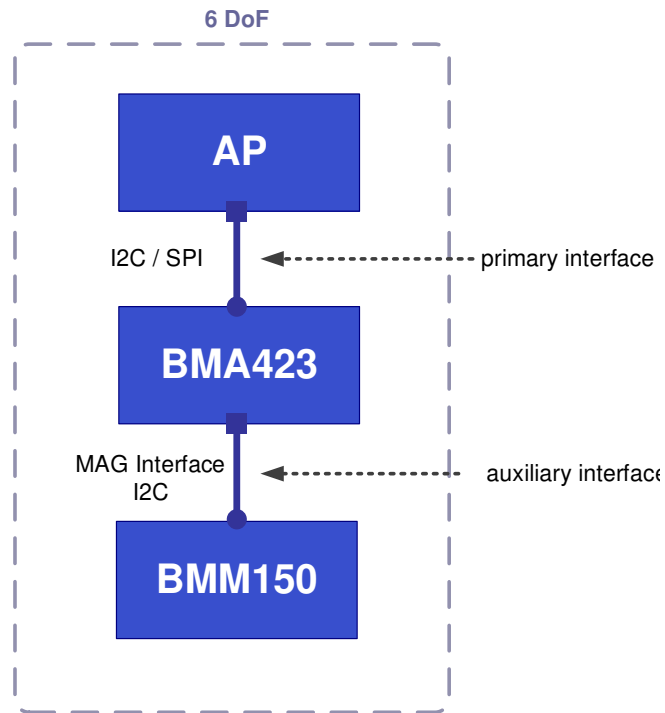 6 DoF
AP
I2C / SPI
primary interface
BMA423
MAG Interface
I2C
auxiliary interface
BMM150